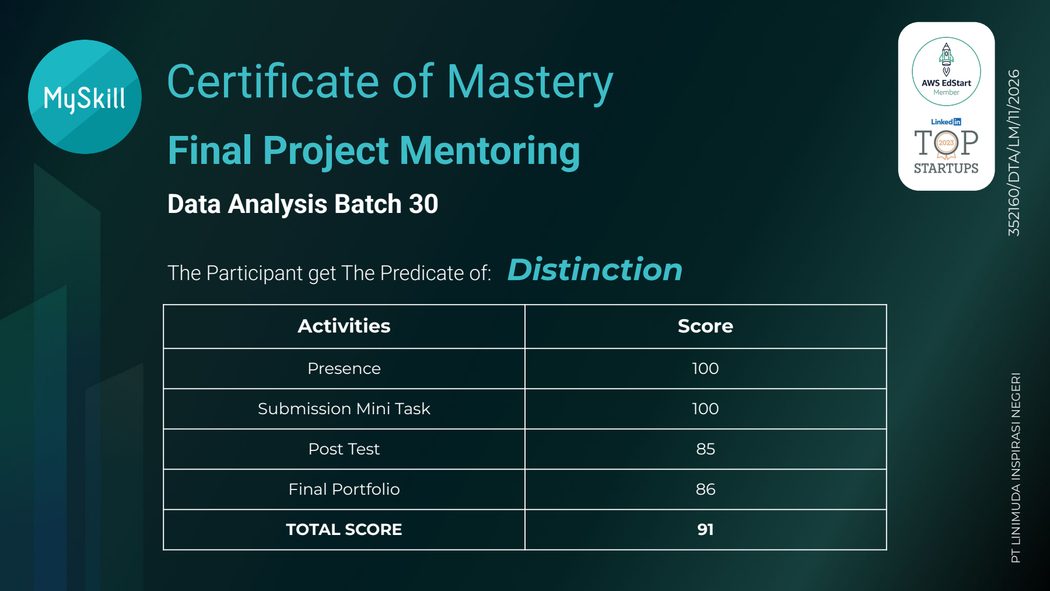 MySkill
Certificate of Mastery
Final Project Mentoring
Data Analysis Batch 30
The Participant get The Predicate of: Distinction
Activities Score
Presence 100
Submission Mini Task 100
Post Test 85
Final Portfolio 86
TOTAL SCORE 91
AWS EdStart
Member
LinkedIn
TOP
2023
STARTUPS
352160/DTA/LM/11/2026
PT LINIMUDA INSPIRASI NEGERI